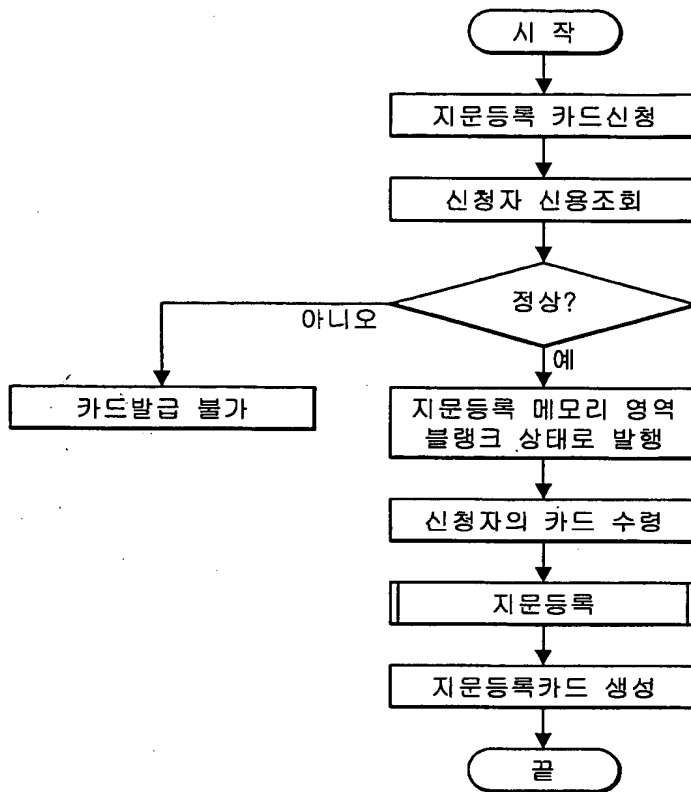 시 작
지문등록 카드신청
신청자 신용조회
정상?
아니오
예
카드발급 불가
지문등록 메모리 영역
블랭크 상태로 발행
신청자의 카드 수령
지문등록
지문등록카드 생성
끝